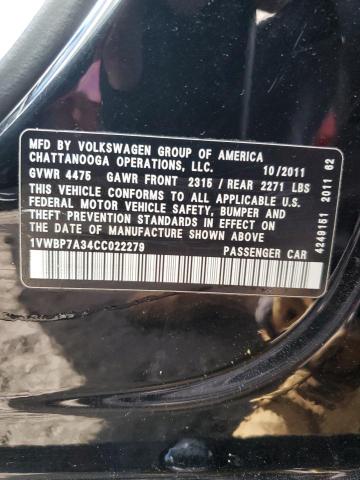 MFD BY VOLKSWAGEN GROUP OF AMERICA
CHATTANOOGA OPERATIONS, LLC. 10/2011
GVWR 4475 GAWR FRONT 2315 / REAR 2271 LBS
THIS VEHICLE CONFORMS TO ALL APPLICABLE U.S.
FEDERAL MOTOR VEHICLE SAFETY, BUMPER AND
THEFT PREVENTION STANDARDS IN EFFECT ON
THE DATE OF MANUFACTURE SHOWN ABOVE
1VWBP7A34CC022279 PASSENGER CAR
4249151 2011 62